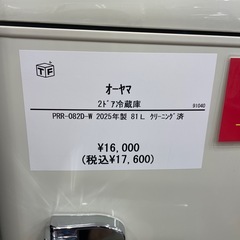 TF
オーヤマ
2ドア冷蔵庫
91040
PRR-082D-W 2025年製 81L クリーニング済
¥16,000
(税込¥17,600)